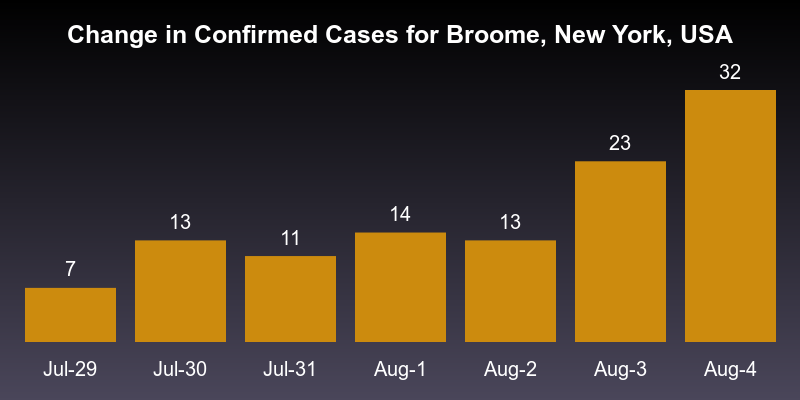 Change in Confirmed Cases for Broome, New York, USA
7
13
11
14
13
23
32
Jul-29
Jul-30
Jul-31
Aug-1
Aug-2
Aug-3
Aug-4